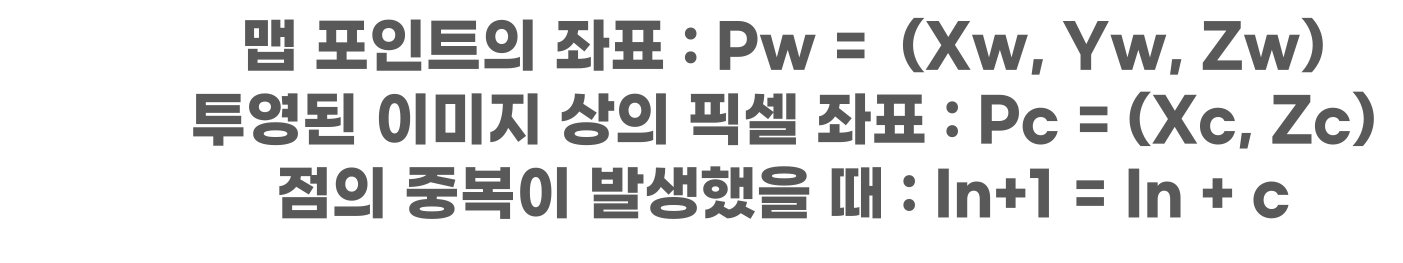 맵 포인트의 좌표 : Pw = (Xw, Yw, Zw)
투영된 이미지 상의 픽셀 좌표 : Pc = (Xc, Zc)
점의 중복이 발생했을 때 : In+1 = In + c